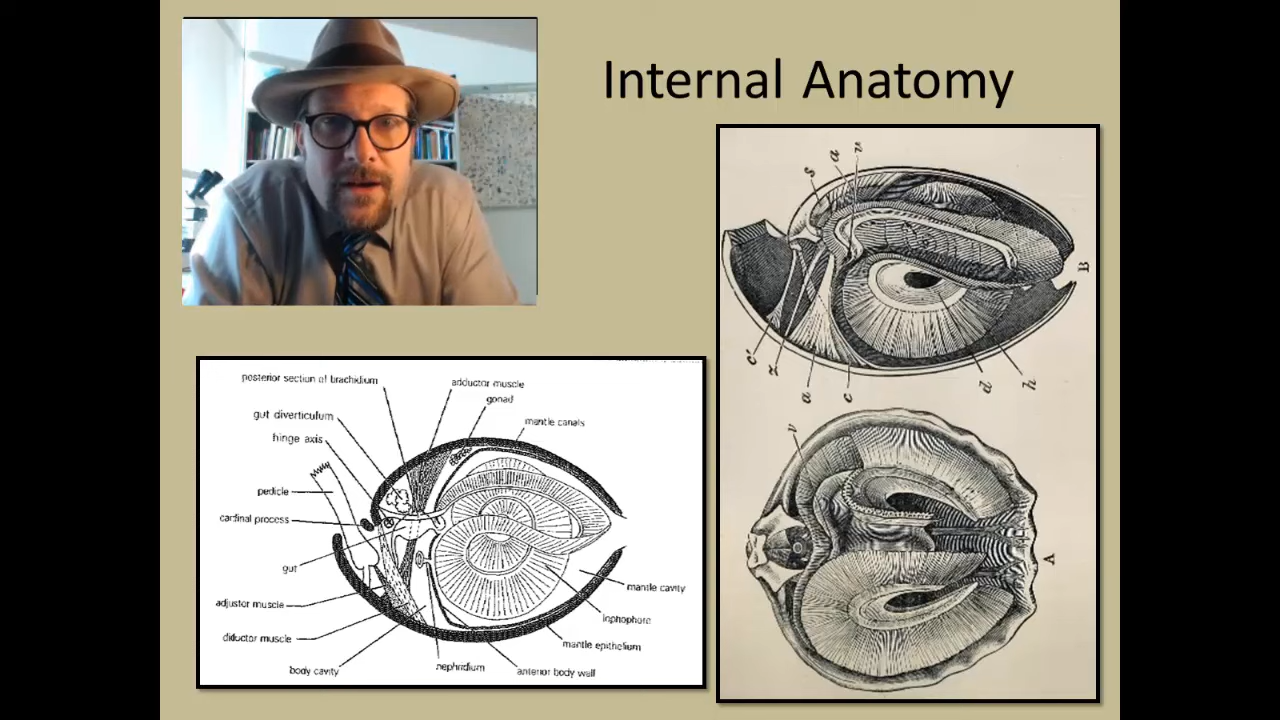 Internal Anatomy
posterior section of brachidium
adductor muscle
gonad
gut diverticulum
mantle canals
hinge axis
pedicle
cardinal process
gut
mantle cavity
adjustor muscle
lophophore
diductor muscle
mantle epithelium
body cavity
nephridium
anterior body wall
s
a
v
B
c'
z
a
c
d
h
v
A